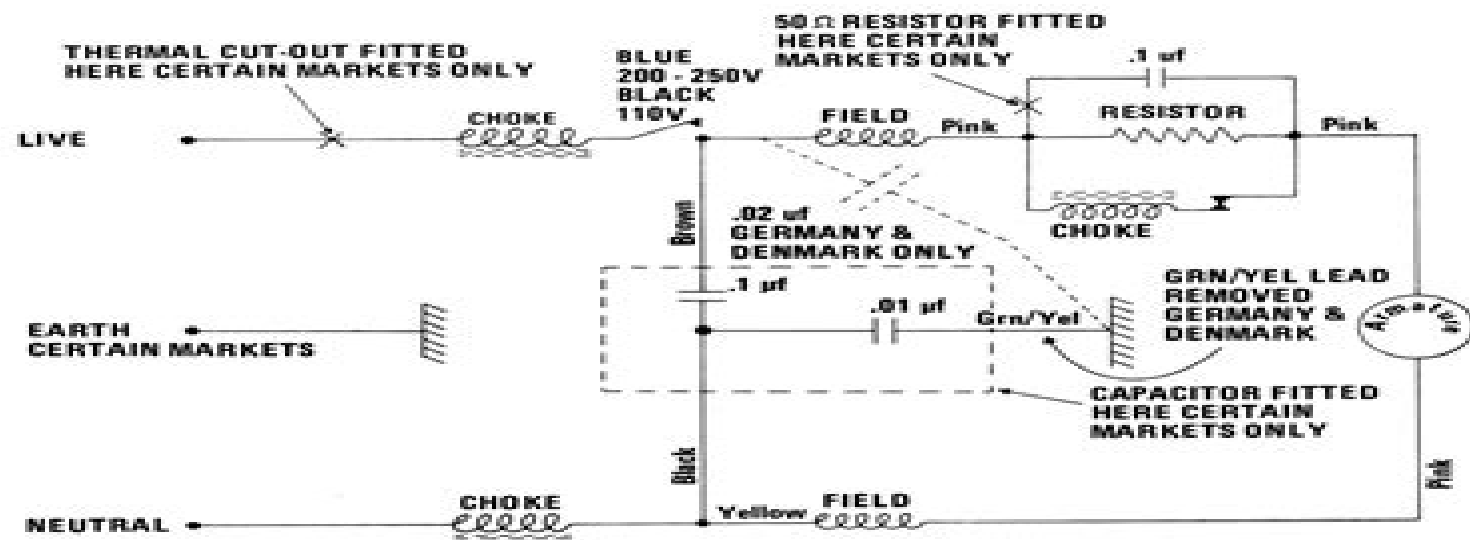 50 Ω RESISTOR FITTED
HERE CERTAIN
MARKETS ONLY
THERMAL CUT-OUT FITTED
HERE CERTAIN MARKETS ONLY
BLUE
200 - 250V
BLACK
110V
.1 uf
CHOKE
FIELD
Pink
RESISTOR
Pink
LIVE
Brown
.02 uf
GERMANY &
DENMARK ONLY
CHOKE
.1 µf
.01 µf
Grn/Yel
GRN/YEL LEAD
REMOVED
GERMANY &
DENMARK
Armature
EARTH
CERTAIN MARKETS
CAPACITOR FITTED
HERE CERTAIN
MARKETS ONLY
Black
Pink
CHOKE
FIELD
NEUTRAL
Yellow